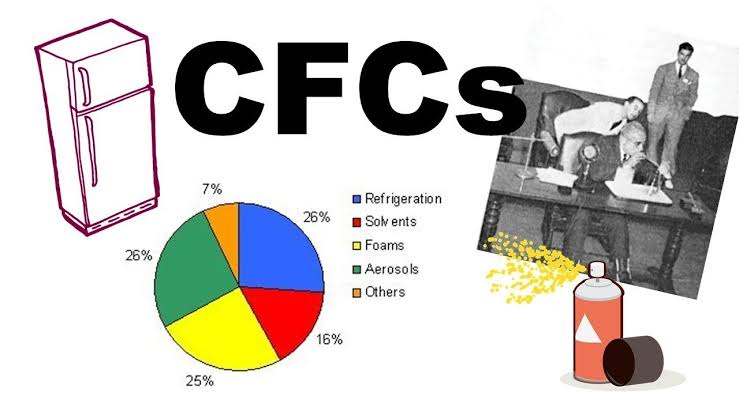 CFCs
7%
26%
26%
25%
16%
Refrigeration
Solvents
Foams
Aerosols
Others